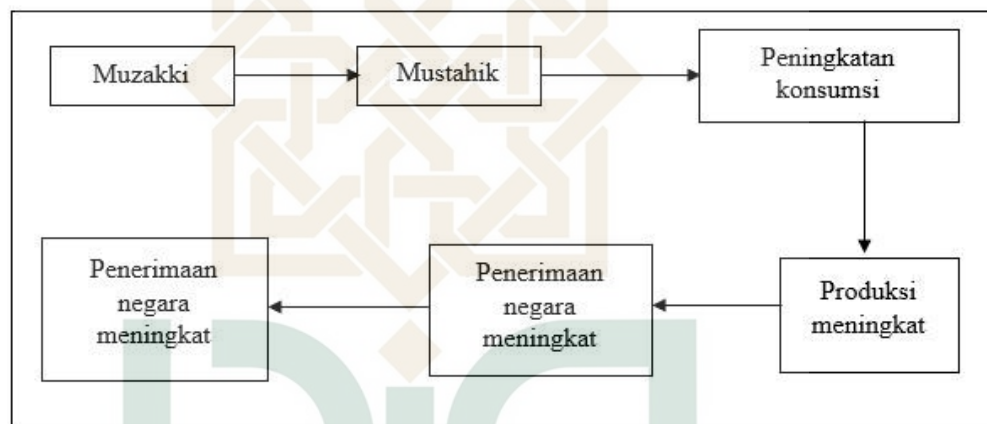 Muzakki
Mustahik
Peningkatan
konsumsi
Produksi
meningkat
Penerimaan
negara
meningkat
Penerimaan
negara
meningkat